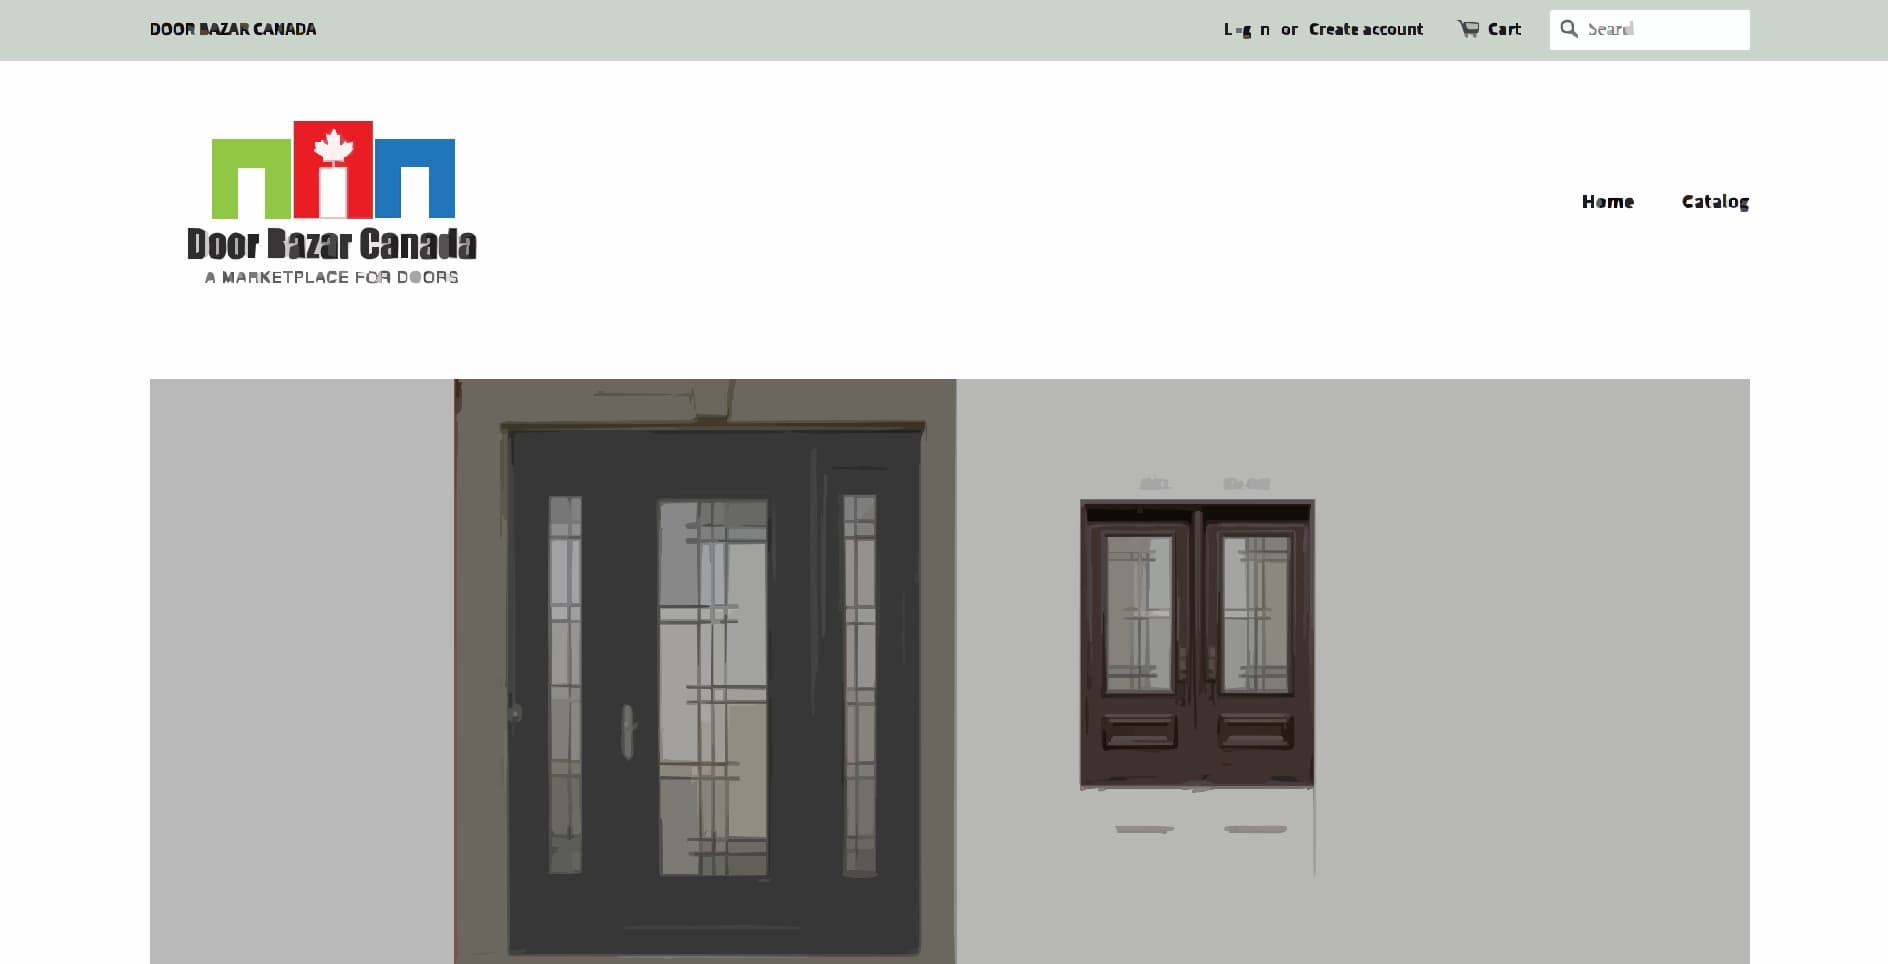 DOOR BAZAR CANADA
Log in or Create account
Cart
Search
Door Bazar Canada
A MARKETPLACE FOR DOORS
Home
Catalog